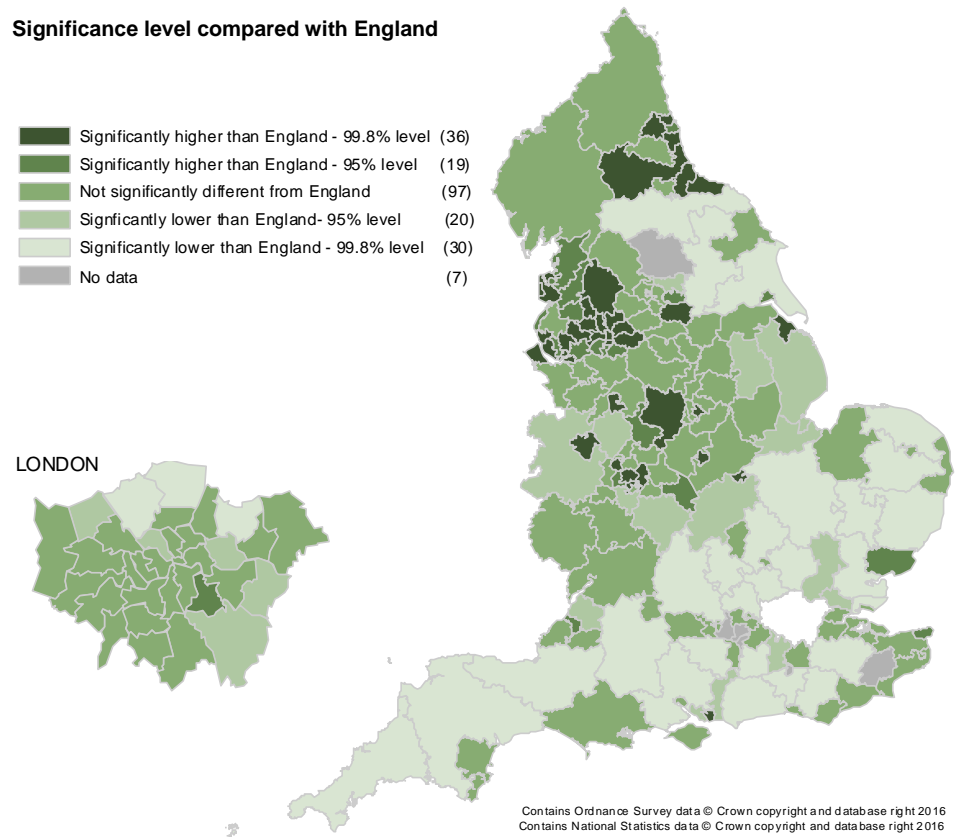 Significance level compared with England
Significantly higher than England - 99.8% level (36)
Significantly higher than England - 95% level (19)
Not significantly different from England (97)
Signficantly lower than England- 95% level (20)
Significantly lower than England - 99.8% level (30)
No data (7)
LONDON
Contains Ordnance Survey data © Crown copyright and database right 2016
Contains National Statistics data © Crown copyright and database right 2016